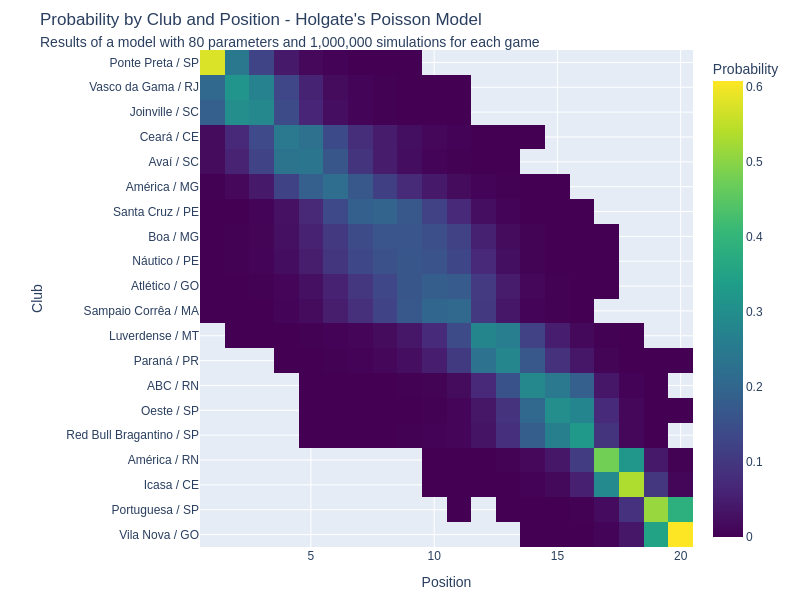 Probability by Club and Position - Holgate's Poisson Model
Results of a model with 80 parameters and 1,000,000 simulations for each game
Probability
Ponte Preta / SP
Vasco da Gama / RJ
Joinville / SC
Ceará / CE
Avaí / SC
América / MG
Santa Cruz / PE
Boa / MG
Náutico / PE
Atlético / GO
Sampaio Corrêa / MA
Luverdense / MT
Paraná / PR
ABC / RN
Oeste / SP
Red Bull Bragantino / SP
América / RN
Icasa / CE
Portuguesa / SP
Vila Nova / GO
Club
0.6
0.5
0.4
0.3
0.2
0.1
0
5
10
15
20
Position